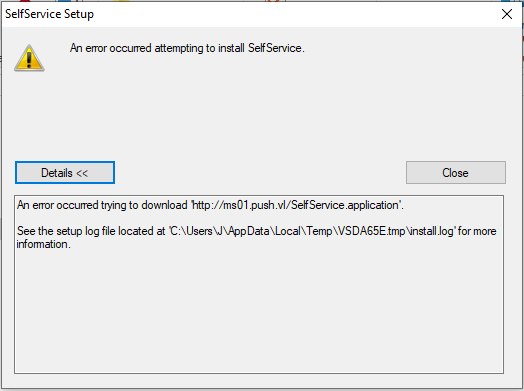 SelfService Setup
An error occurred attempting to install SelfService.
Details <<
Close
An error occurred trying to download 'http://ms01.push.vl/SelfService.application'.
See the setup log file located at 'C:\Users\J\AppData\Local\Temp\VSDA65E.tmp\install.log' for more
information.